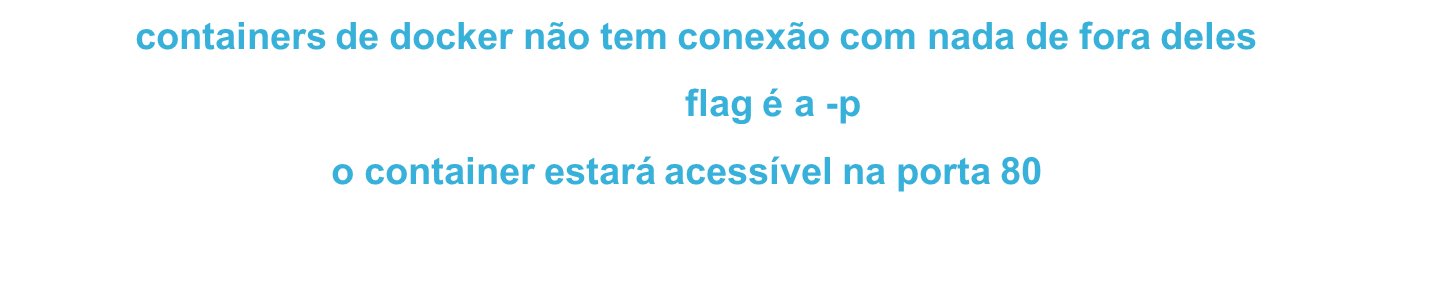 containers de docker não tem conexão com nada de fora deles
flag é a -p
o container estará acessível na porta 80